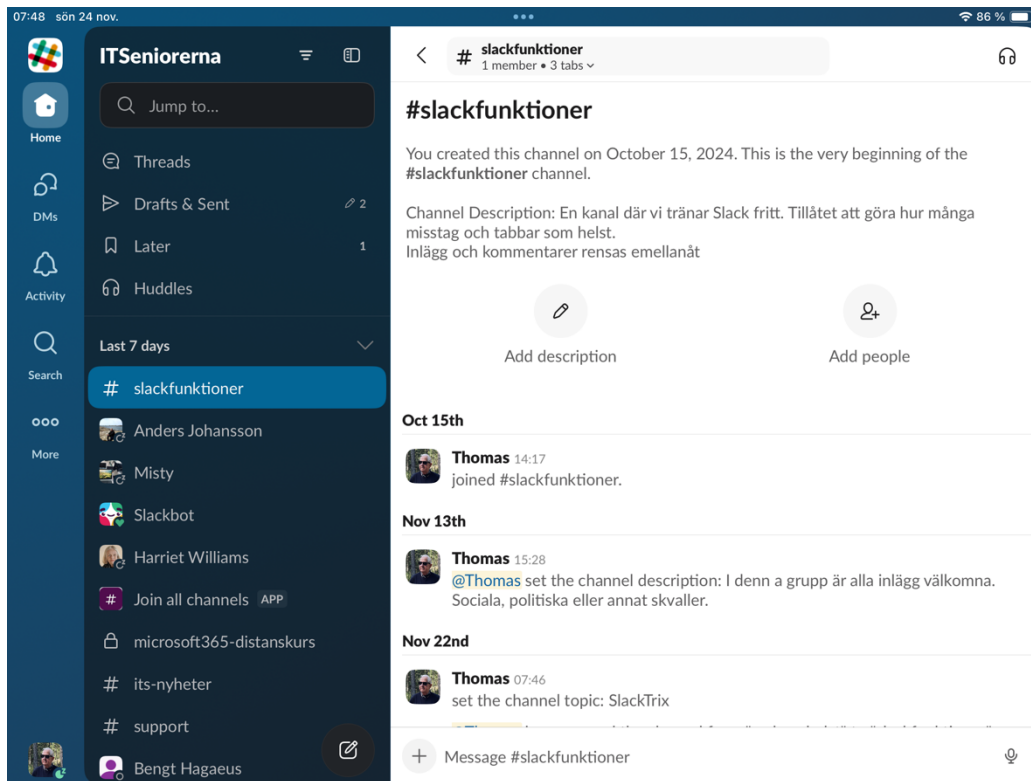 07:48 sön 24 nov.
86 %
ITSeniorerna
Jump to...
Home
Threads
DMs
Drafts & Sent
2
Later
1
Activity
Huddles
Search
Last 7 days
slackfunktioner
More
Anders Johansson
Misty
Slackbot
Harriet Williams
# Join all channels APP
microsoft365-distanskurs
# its-nyheter
# support
Bengt Hagaeus
# slackfunktioner
1 member • 3 tabs
#slackfunktioner
You created this channel on October 15, 2024. This is the very beginning of the
#slackfunktioner channel.
Channel Description: En kanal där vi tränar Slack fritt. Tillåtet att göra hur många
misstag och tabbar som helst.
Inlägg och kommentarer rensas emellanåt
Add description
Add people
Oct 15th
Thomas 14:17
joined #slackfunktioner.
Nov 13th
Thomas 15:28
@Thomas set the channel description: I denn a grupp är alla inlägg välkomna.
Sociala, politiska eller annat skvaller.
Nov 22nd
Thomas 07:46
set the channel topic: SlackTrix
Message #slackfunktioner